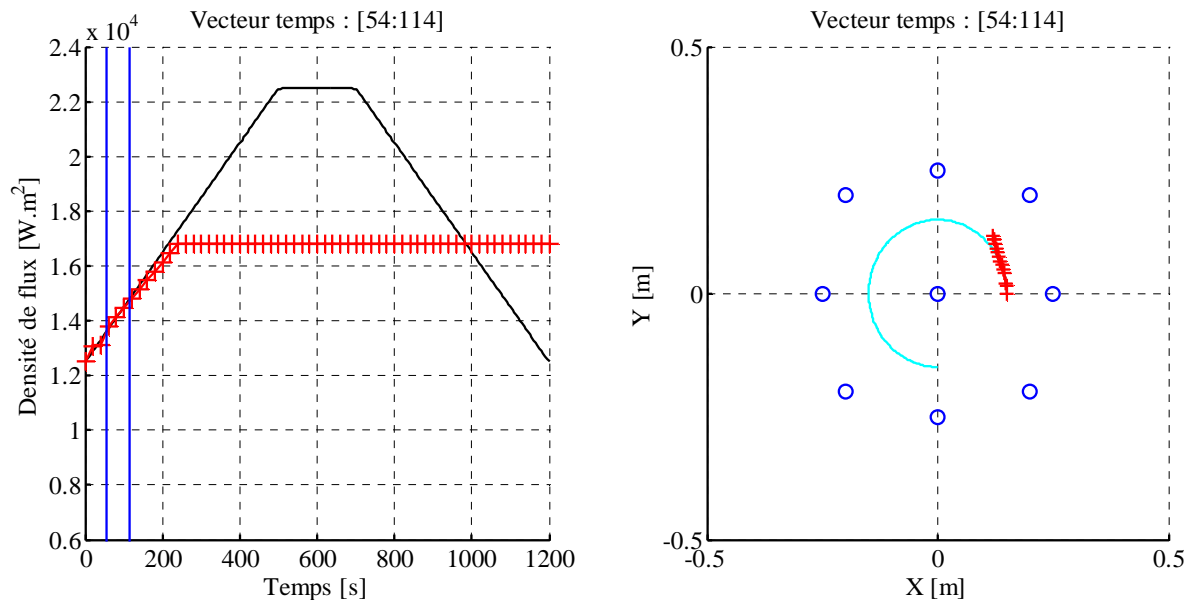 Vecteur temps : [54:114]
x 10^4
2.4
2.2
2
1.8
1.6
1.4
1.2
1
0.8
0.6
0 200 400 600 800 1000 1200
Densité de flux [W.m²]
Temps [s]
Vecteur temps : [54:114]
0.5
0
-0.5
-0.5 0 0.5
Y [m]
X [m]